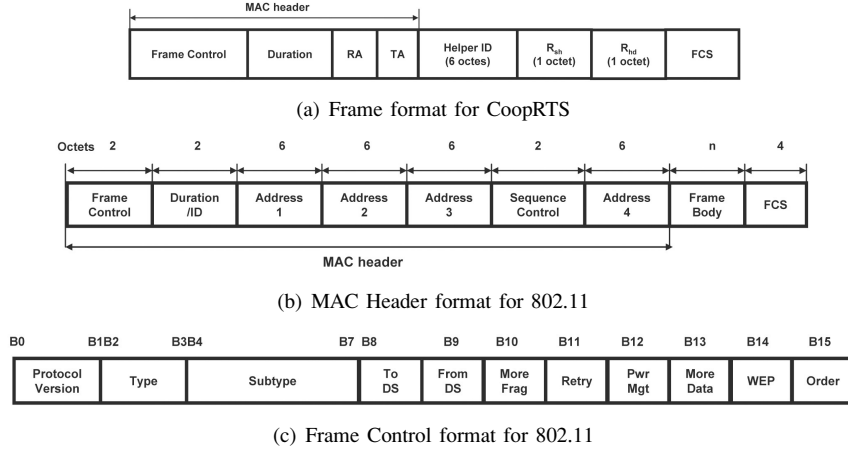 MAC header
Frame Control Duration RA TA Helper ID (6 octes) Rsh (1 octet) Rhd (1 octet) FCS
(a) Frame format for CoopRTS
Octets 2 2 6 6 6 2 6 n 4
Frame Control Duration /ID Address 1 Address 2 Address 3 Sequence Control Address 4 Frame Body FCS
MAC header
(b) MAC Header format for 802.11
B0 B1B2 B3B4 B7 B8 B9 B10 B11 B12 B13 B14 B15
Protocol Version Type Subtype To DS From DS More Frag Retry Pwr Mgt More Data WEP Order
(c) Frame Control format for 802.11